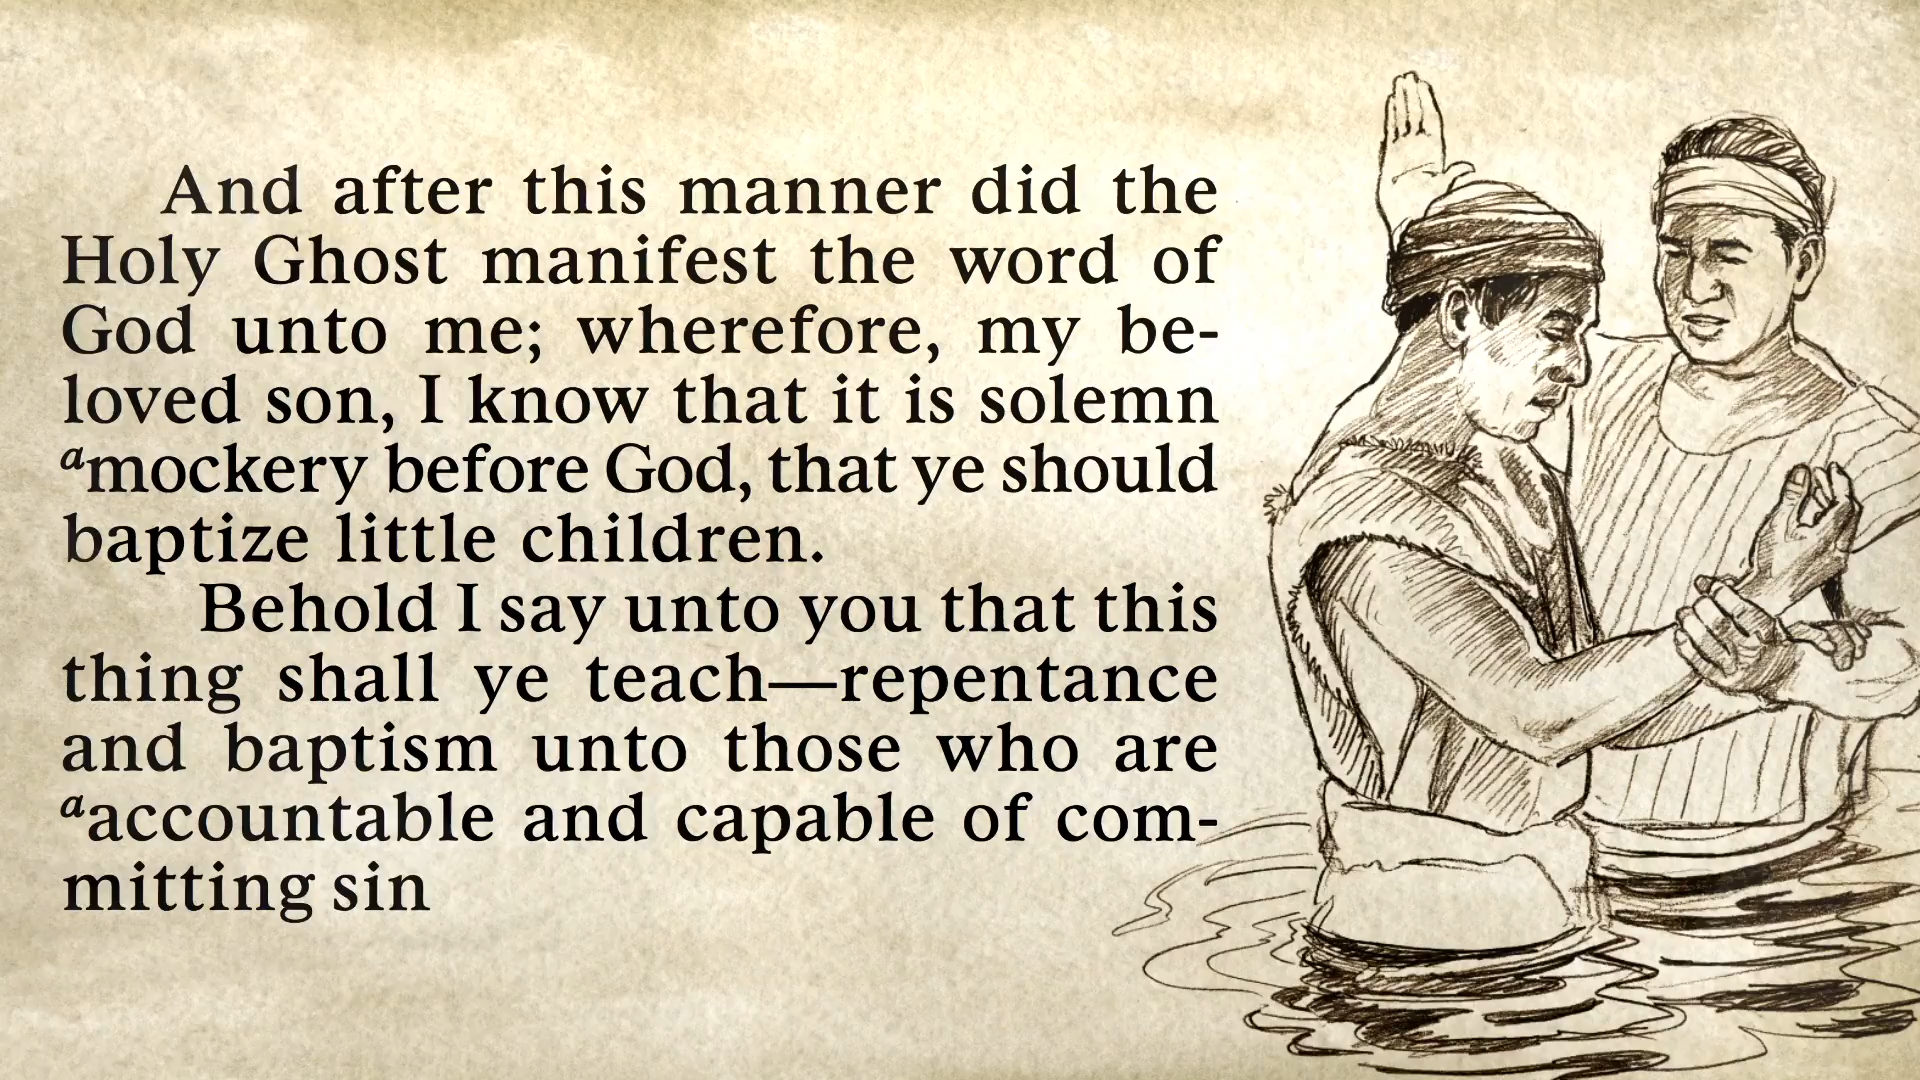 And after this manner did the
Holy Ghost manifest the word of
God unto me; wherefore, my be-
loved son, I know that it is solemn
amockery before God, that ye should
baptize little children.
Behold I say unto you that this
thing shall ye teach—repentance
and baptism unto those who are
aaccountable and capable of com-
mitting sin